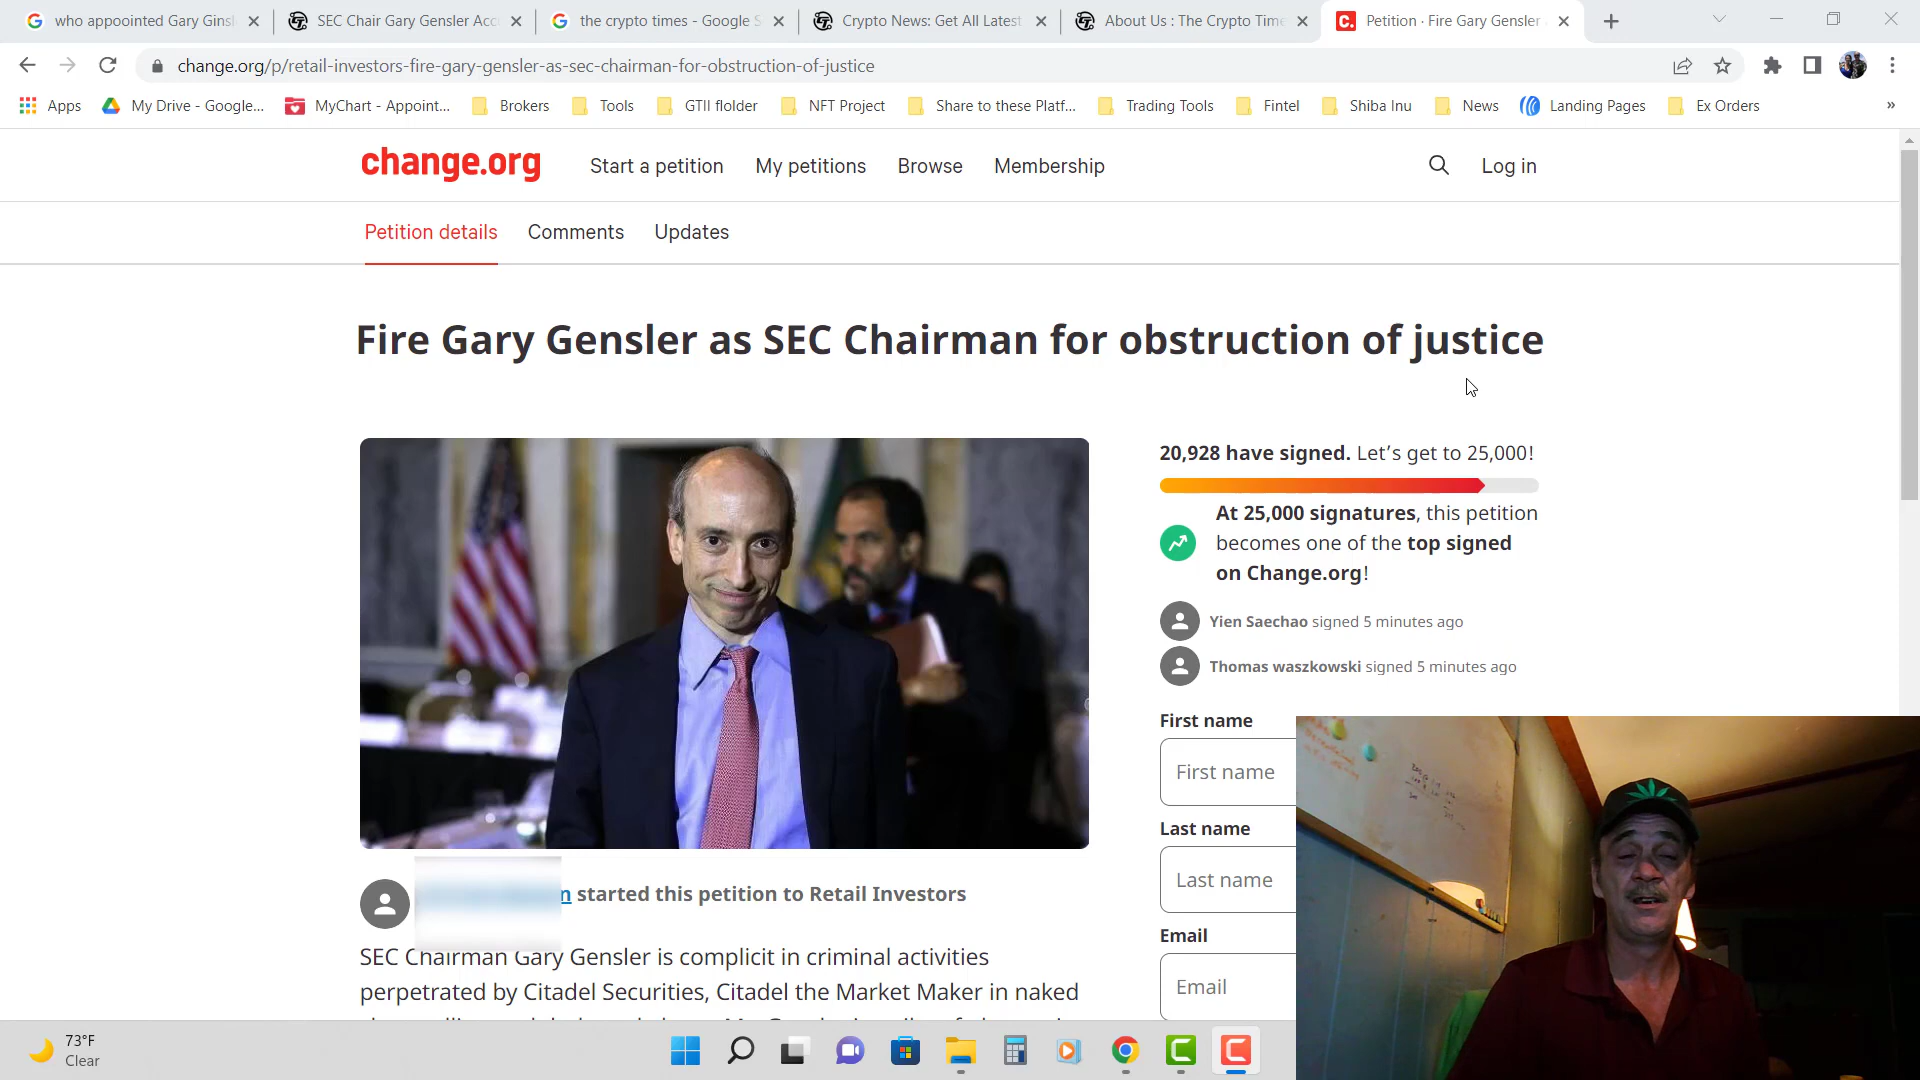 who appointed Gary Ginsl
SEC Chair Gary Gensler Acc
the crypto times - Google S
Crypto News: Get All Latest
About Us : The Crypto Time
Petition · Fire Gary Gensler
change.org/p/retail-investors-fire-gary-gensler-as-sec-chairman-for-obstruction-of-justice
Apps
My Drive - Google...
MyChart - Appoint...
Brokers
Tools
GTII flolder
NFT Project
Share to these Platf...
Trading Tools
Fintel
Shiba Inu
News
Landing Pages
Ex Orders
»
change.org
Start a petition
My petitions
Browse
Membership
Log in
Petition details
Comments
Updates
Fire Gary Gensler as SEC Chairman for obstruction of justice
20,928 have signed. Let's get to 25,000!
At 25,000 signatures, this petition
becomes one of the top signed
on Change.org!
Yien Saechao signed 5 minutes ago
Thomas waszkowski signed 5 minutes ago
First name
First name
Last name
Last name
Email
Email
started this petition to Retail Investors
SEC Chairman Gary Gensler is complicit in criminal activities
perpetrated by Citadel Securities, Citadel the Market Maker in naked
73°F
Clear